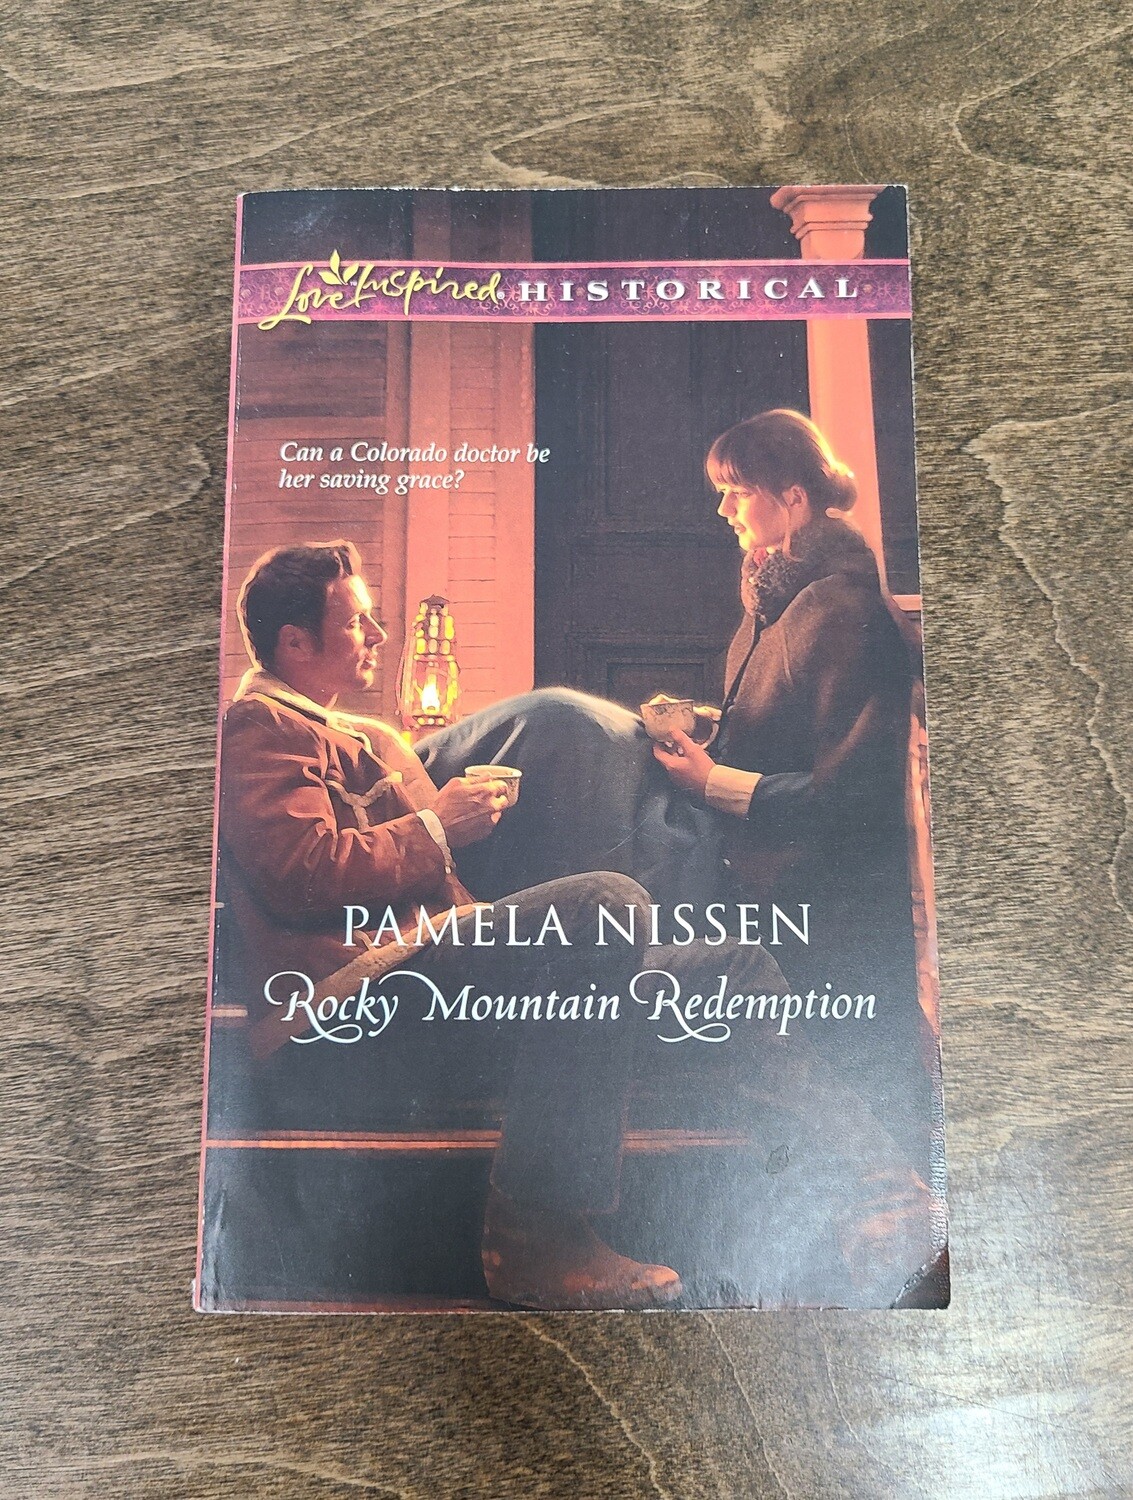 Love Inspired® HISTORICAL
Can a Colorado doctor be
her saving grace?
PAMELA NISSEN
Rocky Mountain Redemption